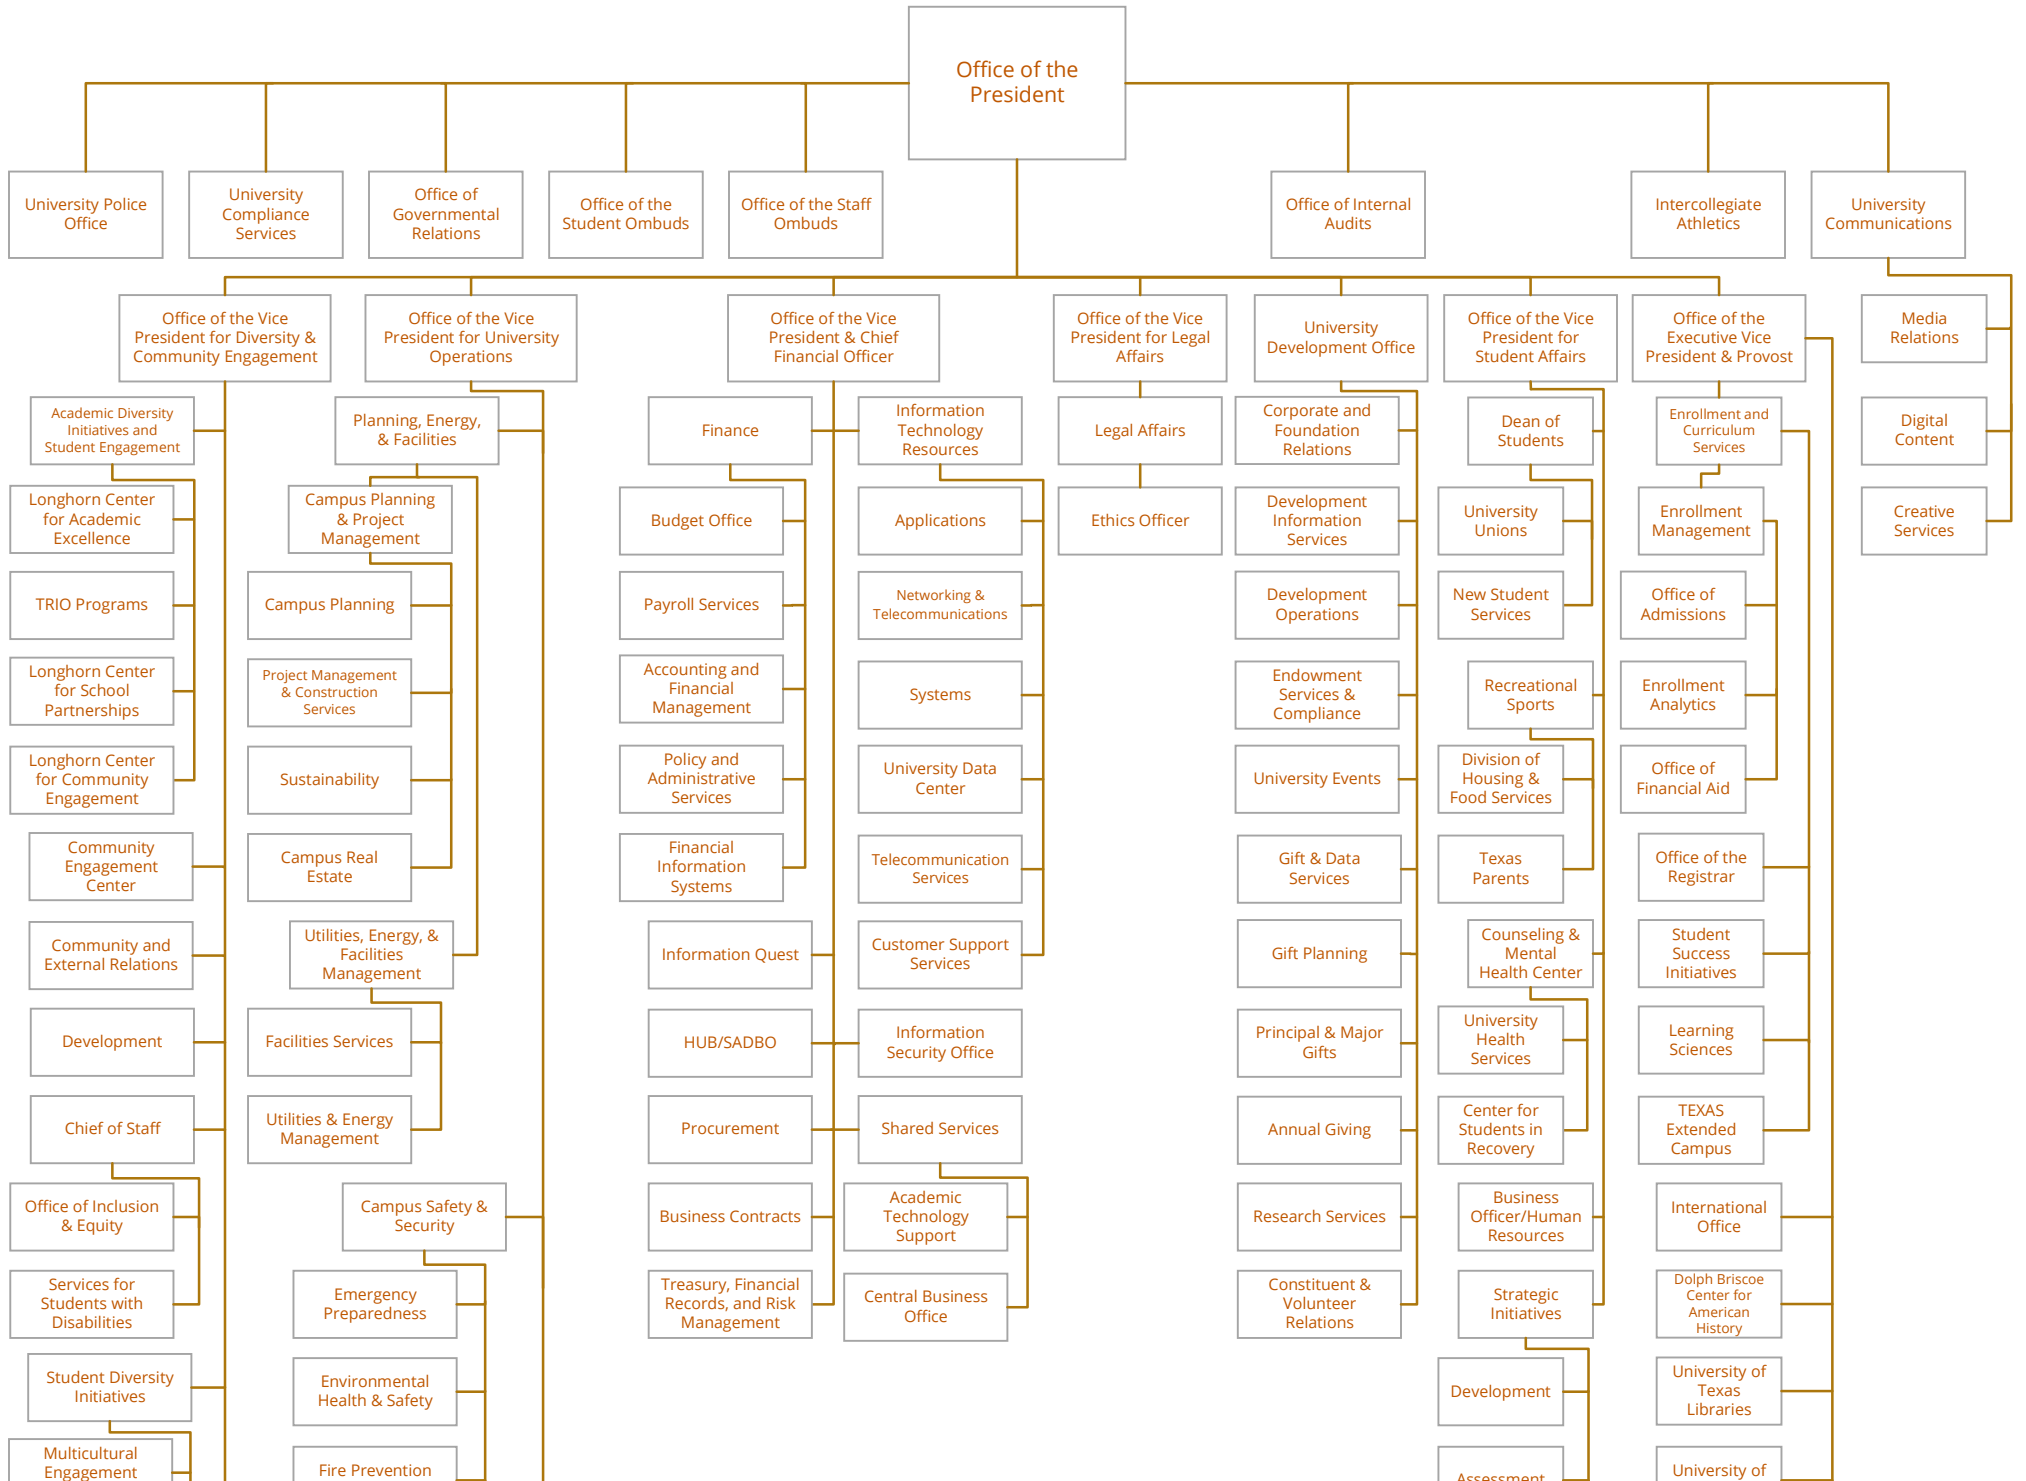 Office of the
President
University Police
Office
University
Compliance
Services
Office of
Governmental
Relations
Office of the
Student Ombuds
Office of the Staff
Ombuds
Office of Internal
Audits
Intercollegiate
Athletics
University
Communications
Office of the Vice
President for Diversity &
Community Engagement
Office of the Vice
President for University
Operations
Office of the Vice
President & Chief
Financial Officer
Office of the Vice
President for Legal
Affairs
University
Development Office
Office of the Vice
President for
Student Affairs
Office of the
Executive Vice
President & Provost
Media
Relations
Academic Diversity
Initiatives and
Student Engagement
Planning, Energy,
& Facilities
Finance
Information
Technology
Resources
Legal Affairs
Corporate and
Foundation
Relations
Dean of
Students
Enrollment and
Curriculum
Services
Digital
Content
Longhorn Center
for Academic
Excellence
Campus Planning
& Project
Management
Budget Office
Applications
Ethics Officer
Development
Information
Services
University
Unions
Enrollment
Management
Creative
Services
TRIO Programs
Campus Planning
Payroll Services
Networking &
Telecommunications
Development
Operations
New Student
Services
Office of
Admissions
Longhorn Center
for School
Partnerships
Project Management
& Construction
Services
Accounting and
Financial
Management
Systems
Endowment
Services &
Compliance
Recreational
Sports
Enrollment
Analytics
Longhorn Center
for Community
Engagement
Sustainability
Policy and
Administrative
Services
University Data
Center
University Events
Division of
Housing &
Food Services
Office of
Financial Aid
Community
Engagement
Center
Campus Real
Estate
Financial
Information
Systems
Telecommunication
Services
Gift & Data
Services
Texas
Parents
Office of the
Registrar
Community and
External Relations
Utilities, Energy, &
Facilities
Management
Information Quest
Customer Support
Services
Gift Planning
Counseling &
Mental
Health Center
Student
Success
Initiatives
Development
Facilities Services
HUB/SADBO
Information
Security Office
Principal & Major
Gifts
University
Health
Services
Learning
Sciences
Chief of Staff
Utilities & Energy
Management
Procurement
Shared Services
Annual Giving
Center for
Students in
Recovery
TEXAS
Extended
Campus
Office of Inclusion
& Equity
Campus Safety &
Security
Business Contracts
Academic
Technology
Support
Research Services
Business
Officer/Human
Resources
International
Office
Services for
Students with
Disabilities
Emergency
Preparedness
Treasury, Financial
Records, and Risk
Management
Central Business
Office
Constituent &
Volunteer
Relations
Strategic
Initiatives
Dolph Briscoe
Center for
American
History
Student Diversity
Initiatives
Environmental
Health & Safety
Development
University of
Texas
Libraries
Multicultural
Engagement
Fire Prevention
Assessment
University of